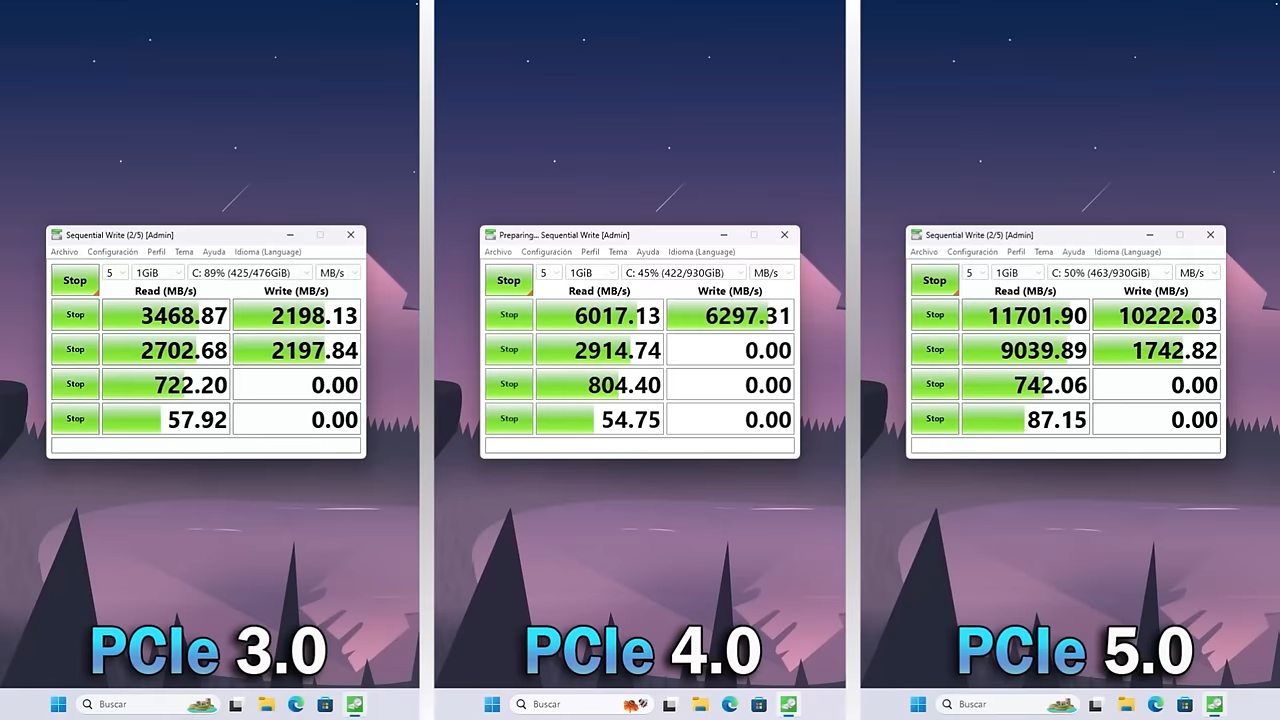 Sequential Write (2/5) [Admin]
Archivo Configuración Perfil Tema Ayuda Idioma (Language)
Stop 5 1GiB C: 89% (425/476GiB) MB/s
Read (MB/s) Write (MB/s)
Stop 3468.87 2198.13
Stop 2702.68 2197.84
Stop 722.20 0.00
Stop 57.92 0.00
PCIe 3.0
Buscar
Preparing... Sequential Write [Admin]
Archivo Configuración Perfil Tema Ayuda Idioma (Language)
Stop 5 1GiB C: 45% (422/930GiB) MB/s
Read (MB/s) Write (MB/s)
Stop 6017.13 6297.31
Stop 2914.74 0.00
Stop 804.40 0.00
Stop 54.75 0.00
PCIe 4.0
Buscar
Sequential Write (2/5) [Admin]
Archivo Configuración Perfil Tema Ayuda Idioma (Language)
Stop 5 1GiB C: 50% (463/930GiB) MB/s
Read (MB/s) Write (MB/s)
Stop 11701.90 10222.03
Stop 9039.89 1742.82
Stop 742.06 0.00
Stop 87.15 0.00
PCIe 5.0
Buscar